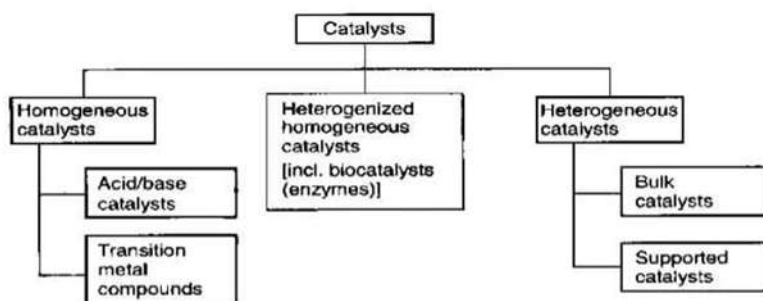 Catalysts
Homogeneous
catalysts
Acid/base
catalysts
Transition
metal
compounds
Heterogenized
homogeneous
catalysts
[incl. biocatalysts
(enzymes)]
Heterogeneous
catalysts
Bulk
catalysts
Supported
catalysts